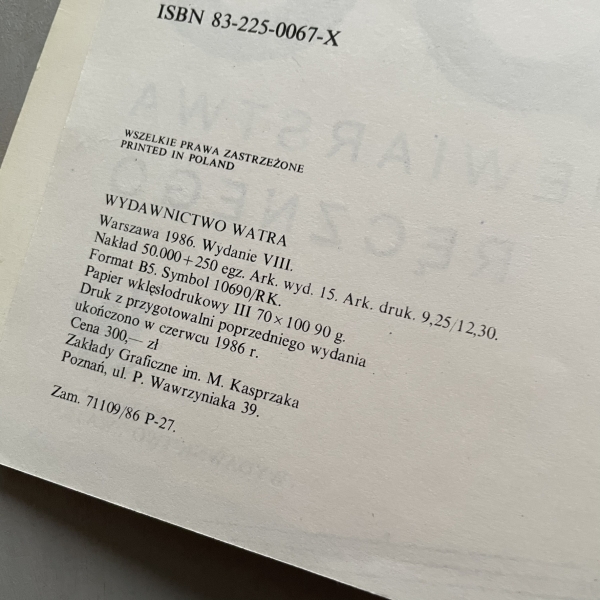 ISBN 83-225-0067-X
WSZELKIE PRAWA ZASTRZEŻONE
PRINTED IN POLAND
WYDAWNICTWO WATRA
Warszawa 1986. Wydanie VIII.
Nakład 50.000+250 egz. Ark. wyd. 15. Ark. druk. 9,25/12,30.
Format B5. Symbol 10690/RK.
Papier wklęsłodrukowy III 70×100 90 g.
Druk z przygotowalni poprzedniego wydania
ukończono w czerwcu 1986 r.
Cena 300,— zł
Zakłady Graficzne im. M. Kasprzaka
Poznań, ul. P. Wawrzyniaka 39.
Zam. 71109/86 P-27.